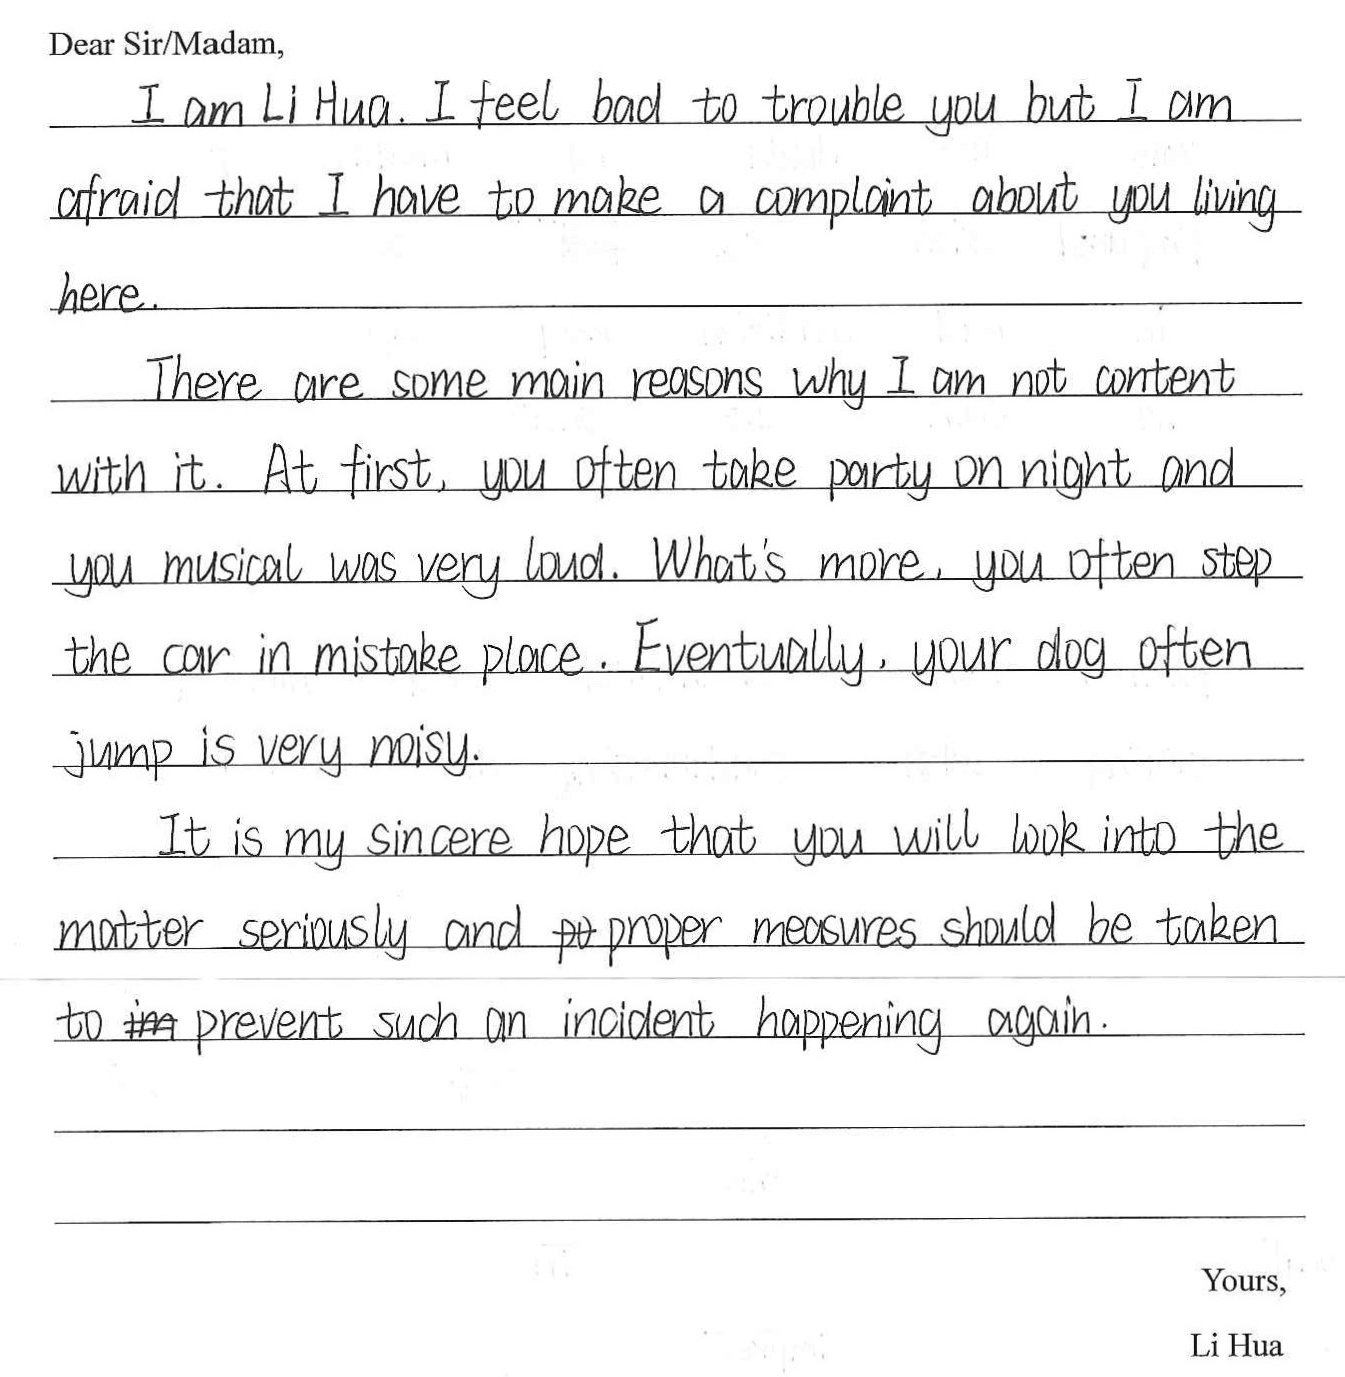 Dear Sir/Madam,
I am Li Hua. I feel bad to trouble you but I am
afraid that I have to make a complaint about you living
here.
There are some main reasons why I am not content
with it. At first, you often take party on night and
you musical was very loud. What's more, you often step
the car in mistake place. Eventually, your dog often
jump is very noisy.
It is my sincere hope that you will look into the
matter seriously and proper measures should be taken
to prevent such an incident happening again.
Yours,
Li Hua